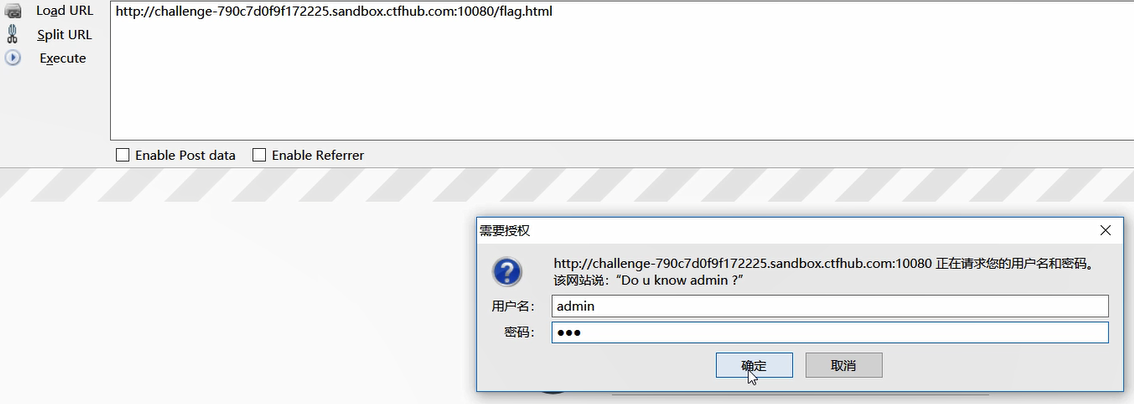 Load URL
http://challenge-790c7d0f9f172225.sandbox.ctfhub.com:10080/flag.html
Split URL
Execute
Enable Post data
Enable Referrer
需要授权
http://challenge-790c7d0f9f172225.sandbox.ctfhub.com:10080 正在请求您的用户名和密码。
该网站说：“Do u know admin ?”
用户名：
admin
密码：
●●●
确定
取消